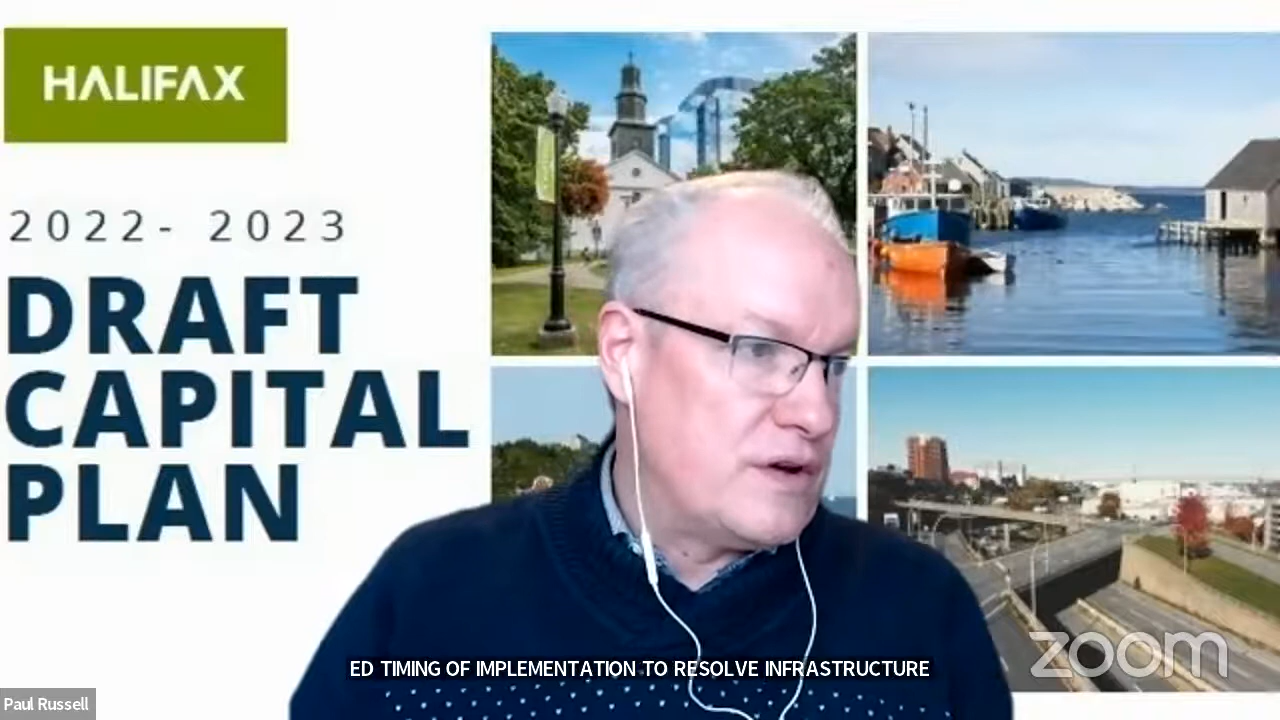 HALIFAX
2022- 2023
DRAFT
CAPITAL
PLAN
ED TIMING OF IMPLEMENTATION TO RESOLVE INFRASTRUCTURE
zoom
Paul Russell